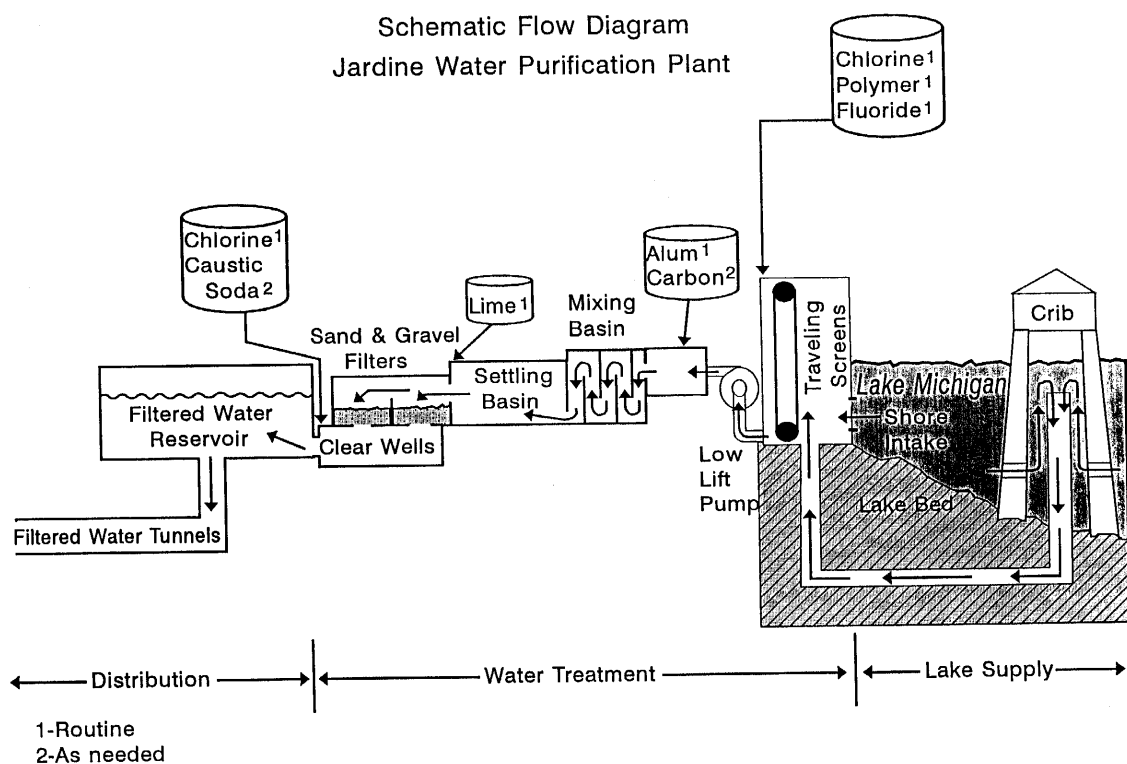 Schematic Flow Diagram
Jardine Water Purification Plant
Chlorine¹
Polymer¹
Fluoride¹
Chlorine¹
Caustic
Soda²
Lime¹
Alum¹
Carbon²
Mixing
Basin
Sand & Gravel
Filters
Settling
Basin
Traveling
Screens
Crib
Lake Michigan
Shore
Intake
Filtered Water
Reservoir
Clear Wells
Low
Lift
Pump
Lake Bed
Filtered Water Tunnels
Distribution
Water Treatment
Lake Supply
1-Routine
2-As needed